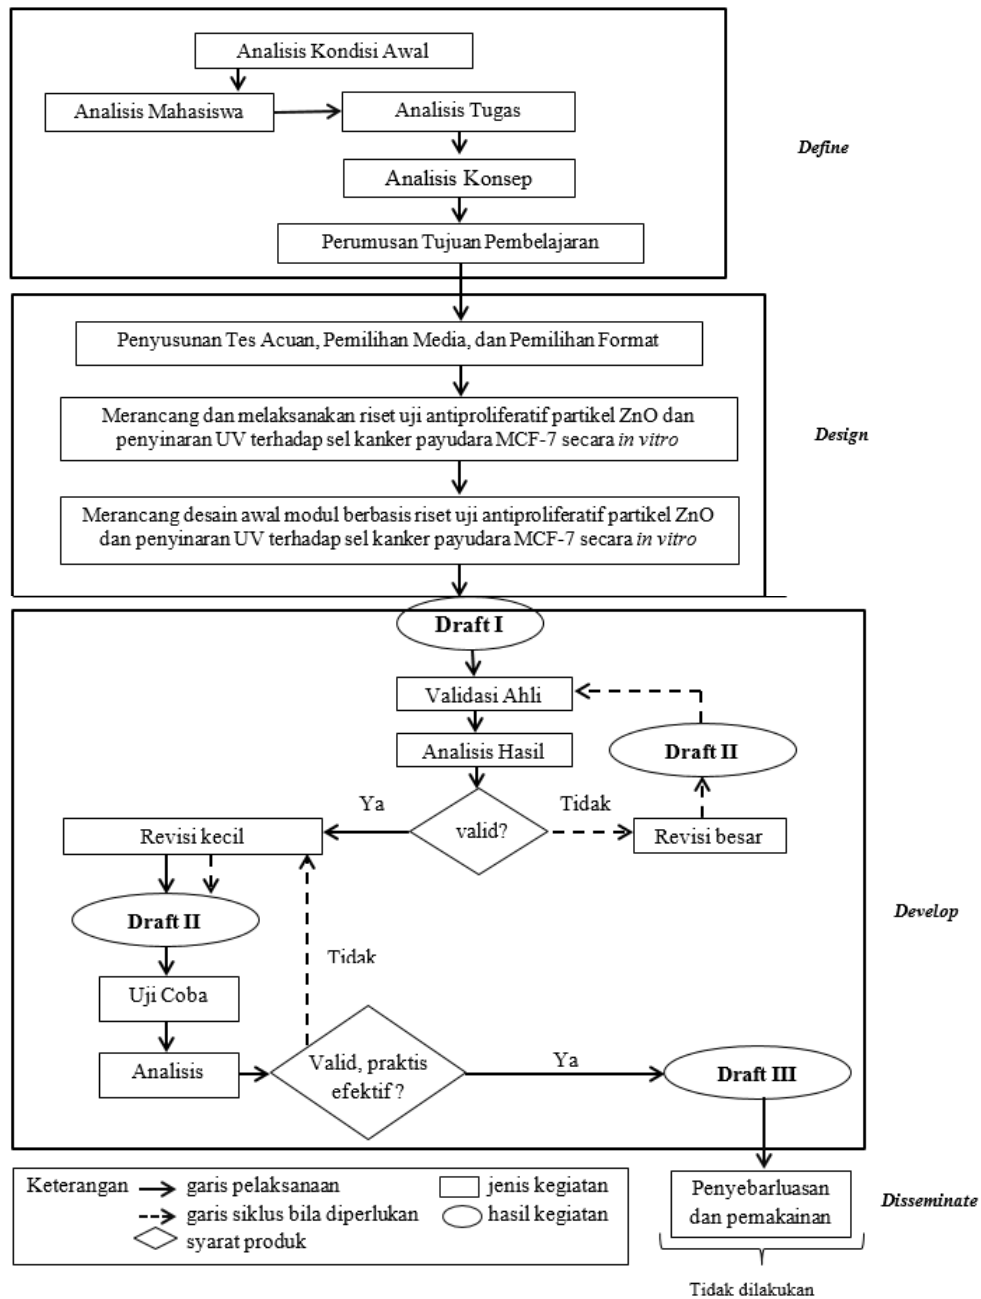 Analisis Kondisi Awal
Analisis Mahasiswa
Analisis Tugas
Analisis Konsep
Perumusan Tujuan Pembelajaran
Define
Penyusunan Tes Acuan, Pemilihan Media, dan Pemilihan Format
Merancang dan melaksanakan riset uji antiproliferatif partikel ZnO dan
penyinaran UV terhadap sel kanker payudara MCF-7 secara in vitro
Merancang desain awal modul berbasis riset uji antiproliferatif partikel ZnO
dan penyinaran UV terhadap sel kanker payudara MCF-7 secara in vitro
Design
Draft I
Validasi Ahli
Analisis Hasil
Draft II
valid?
Ya
Tidak
Revisi kecil
Revisi besar
Draft II
Develop
Tidak
Uji Coba
Analisis
Valid, praktis
efektif ?
Ya
Draft III
Keterangan
garis pelaksanaan
garis siklus bila diperlukan
syarat produk
jenis kegiatan
hasil kegiatan
Penyebarluasan
dan pemakainan
Disseminate
Tidak dilakukan